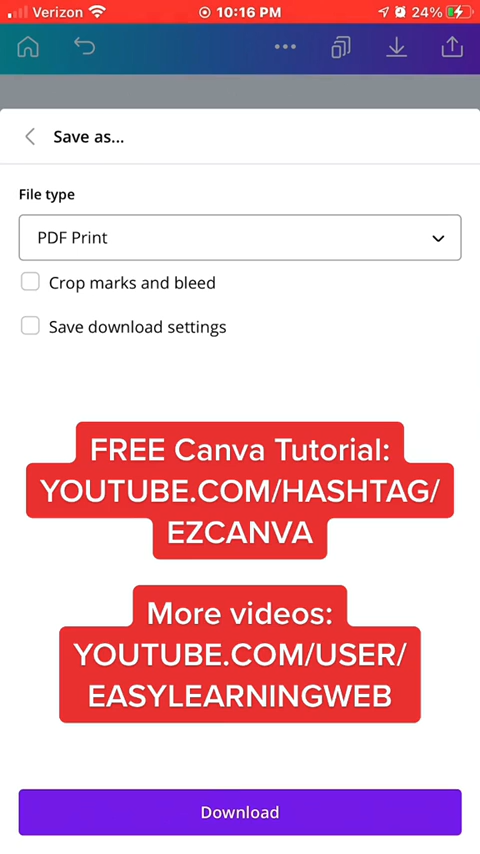 Verizon 10:16 PM 24%
Save as...
File type
PDF Print
Crop marks and bleed
Save download settings
FREE Canva Tutorial:
YOUTUBE.COM/HASHTAG/
EZCANVA
More videos:
YOUTUBE.COM/USER/
EASYLEARNINGWEB
Download